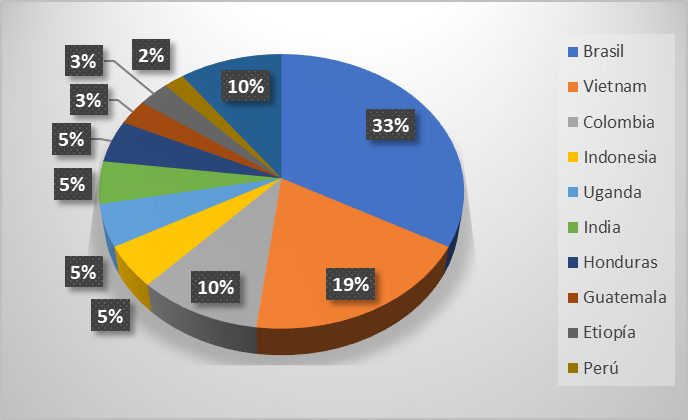 2%
3%
10%
3%
33%
5%
5%
5%
5%
10%
19%
Brasil
Vietnam
Colombia
Indonesia
Uganda
India
Honduras
Guatemala
Etiopía
Perú